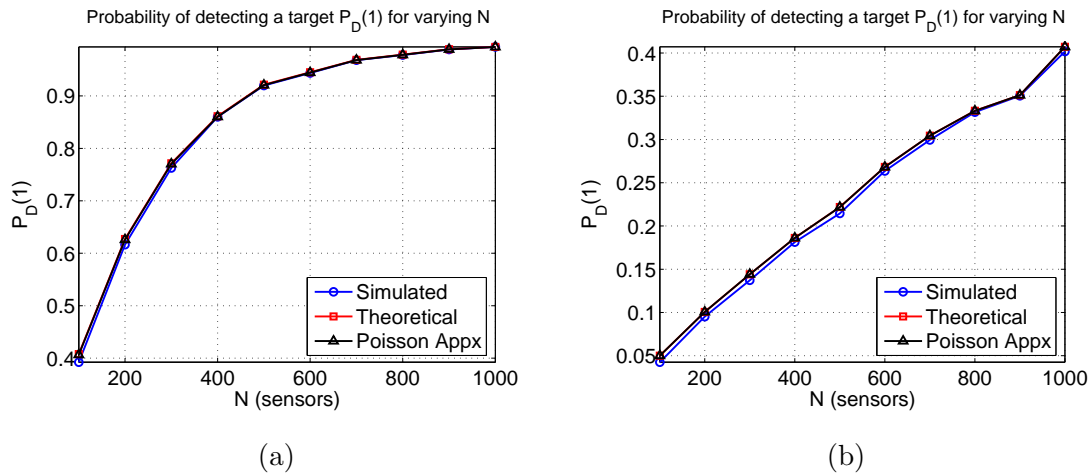 Probability of detecting a target P_D(1) for varying N
0.9
0.8
0.7
0.6
0.5
0.4
P_D(1)
200 400 600 800 1000
N (sensors)
Simulated
Theoretical
Poisson Appx
(a)
Probability of detecting a target P_D(1) for varying N
0.4
0.35
0.3
0.25
0.2
0.15
0.1
0.05
P_D(1)
200 400 600 800 1000
N (sensors)
Simulated
Theoretical
Poisson Appx
(b)